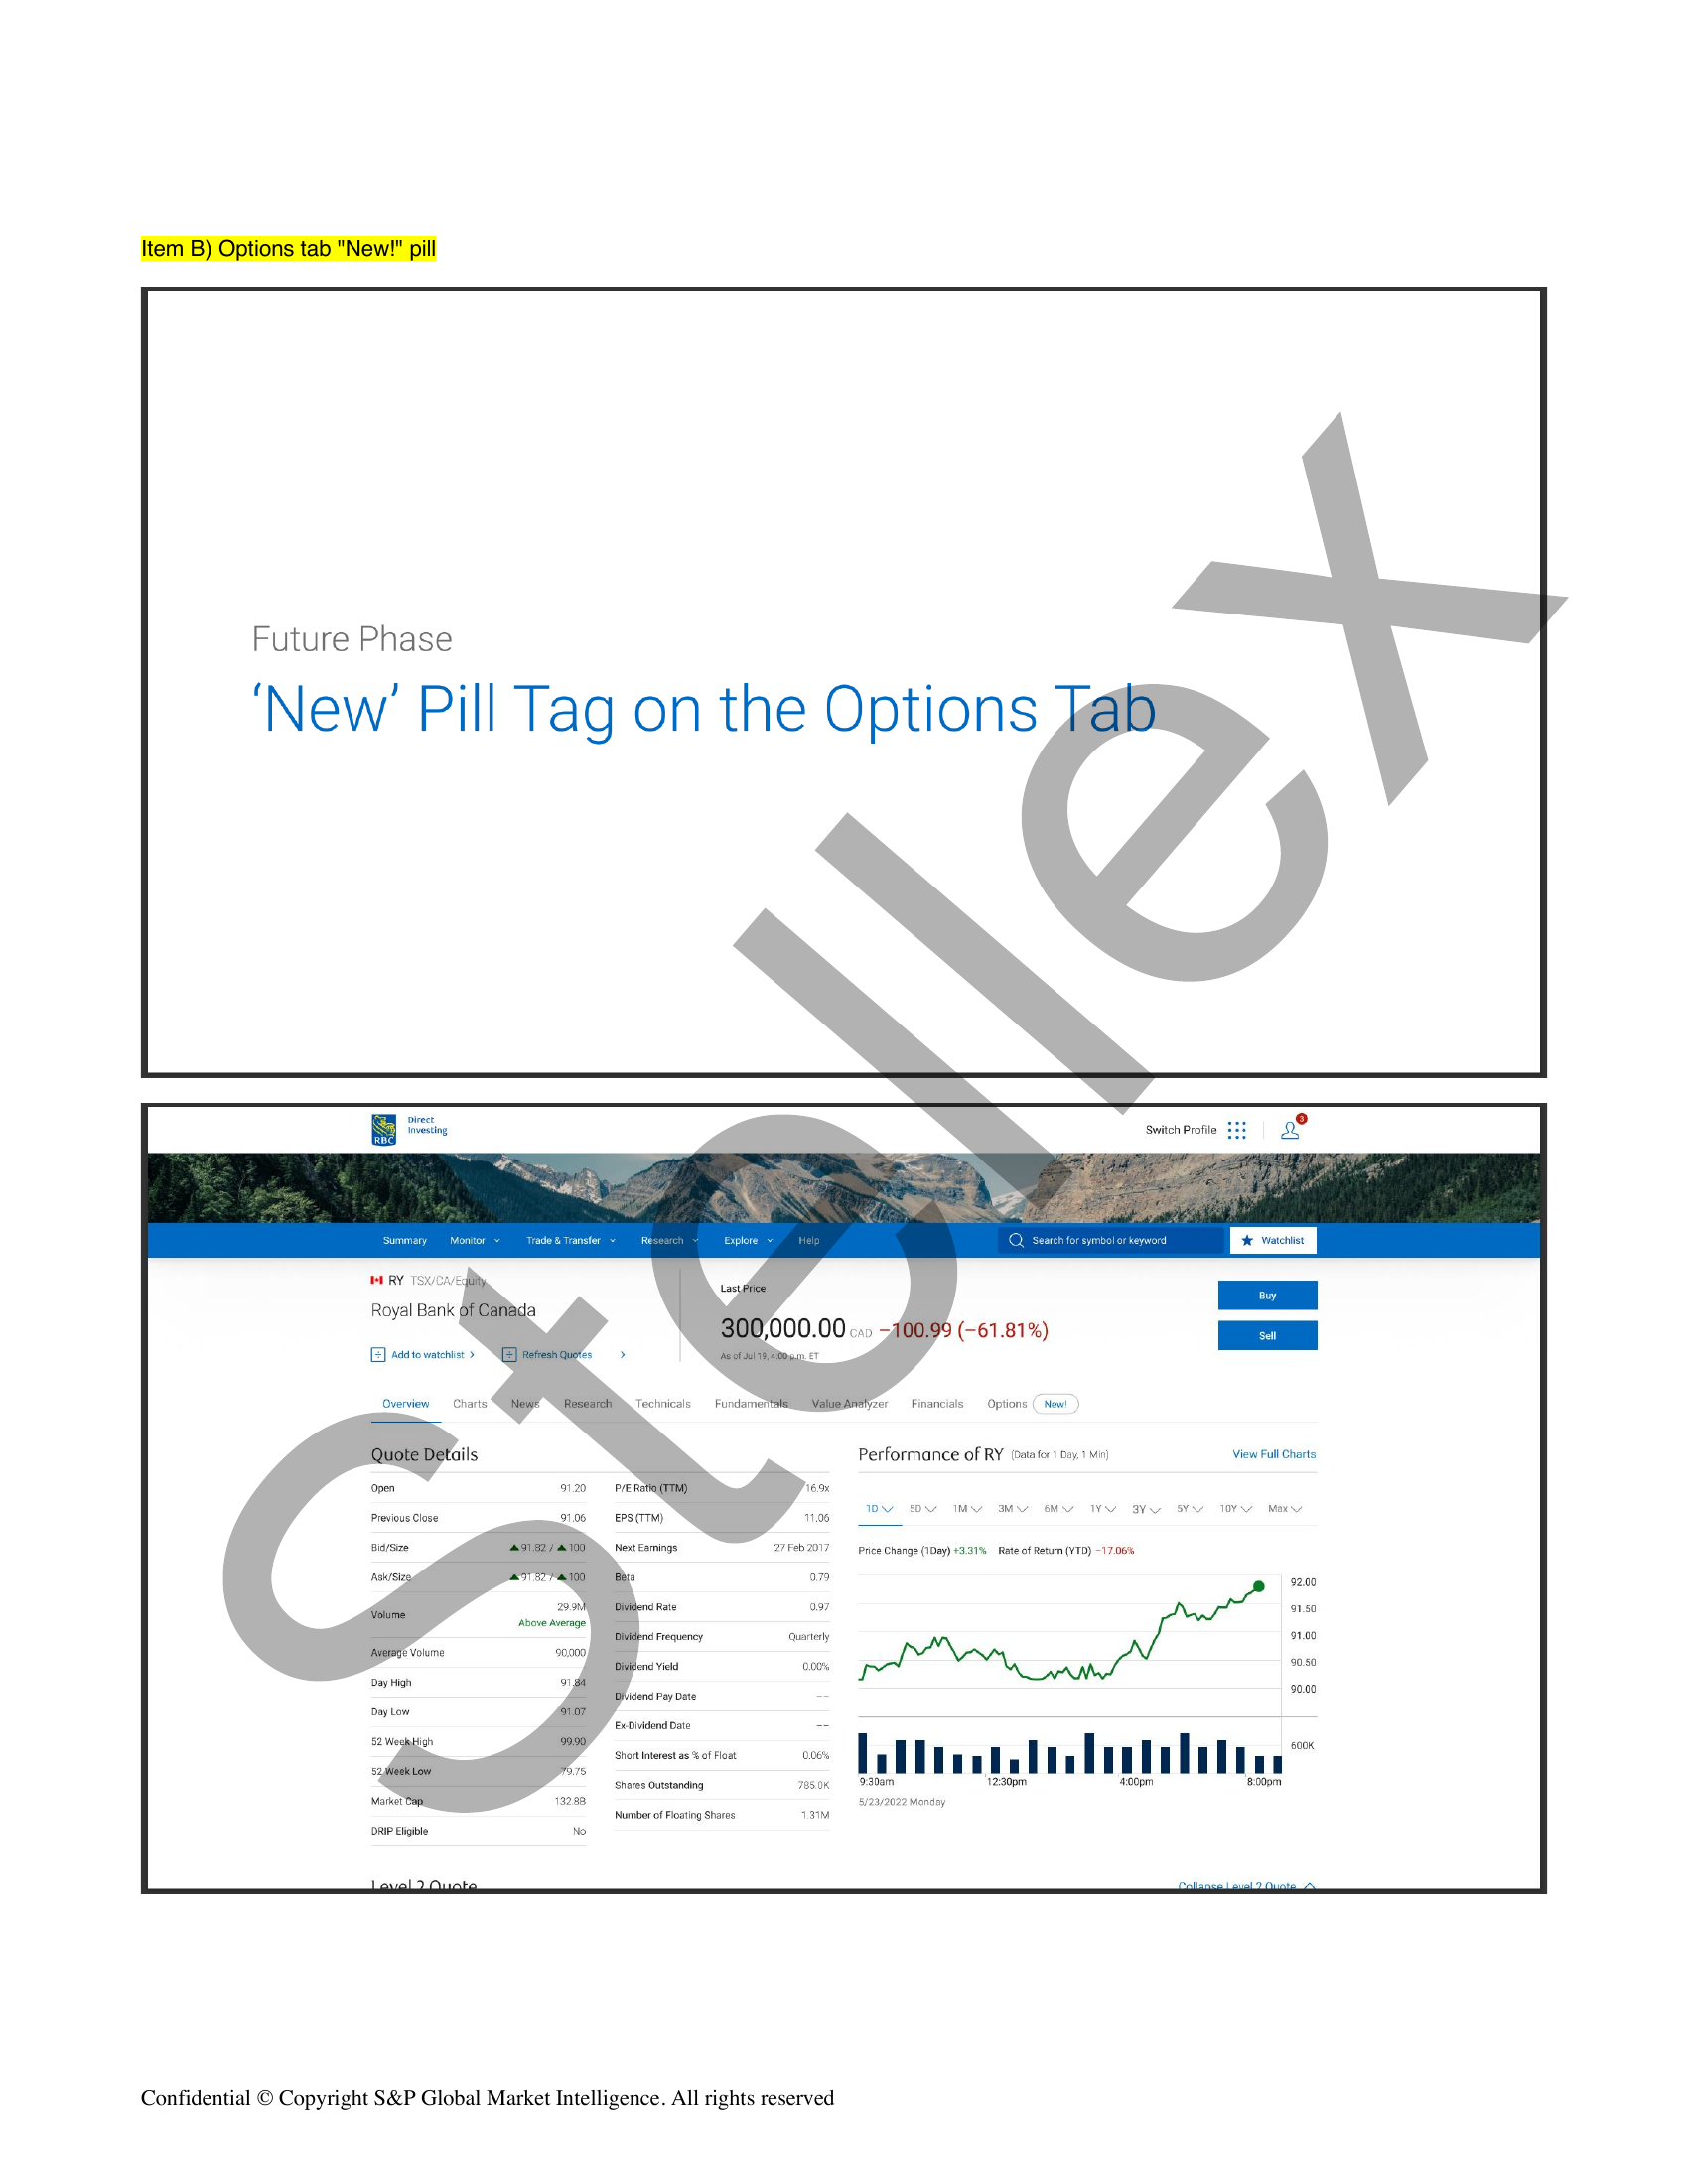 Item B) Options tab "New!" pill
Future Phase
‘New’ Pill Tag on the Options Tab
Stellex
RBC
Direct
Investing
Switch Profile
3
Summary Monitor Trade & Transfer Research Explore Help Search for symbol or keyword Watchlist
RY TSX/CA/Equity
Royal Bank of Canada
Add to watchlist Refresh Quotes
Last Price
300,000.00 CAD −100.99 (−61.81%)
As of Jul 19, 4:00 p.m. ET
Buy
Sell
Overview Charts News Research Technicals Fundamentals Value Analyzer Financials Options New!
Quote Details
Open 91.20
Previous Close 91.06
Bid/Size 91.82 / 100
Ask/Size 91.82 / 100
Volume 29.9M
Above Average
Average Volume 90,000
Day High 91.84
Day Low 91.07
52 Week High 99.90
52 Week Low 79.75
Market Cap 132.8B
DRIP Eligible No
P/E Ratio (TTM) 16.9x
EPS (TTM) 11.06
Next Earnings 27 Feb 2017
Beta 0.79
Dividend Rate 0.97
Dividend Frequency Quarterly
Dividend Yield 0.00%
Dividend Pay Date --
Ex-Dividend Date --
Short Interest as % of Float 0.06%
Shares Outstanding 785.0K
Number of Floating Shares 1.31M
Performance of RY (Data for 1 Day, 1 Min) View Full Charts
1D 5D 1M 3M 6M 1Y 3Y 5Y 10Y Max
Price Change (1Day) +3.31% Rate of Return (YTD) −17.06%
92.00
91.50
91.00
90.50
90.00
600K
9:30am 12:30pm 4:00pm 8:00pm
5/23/2022 Monday
Level 2 Quote Collapse Level 2 Quote
Confidential © Copyright S&P Global Market Intelligence. All rights reserved